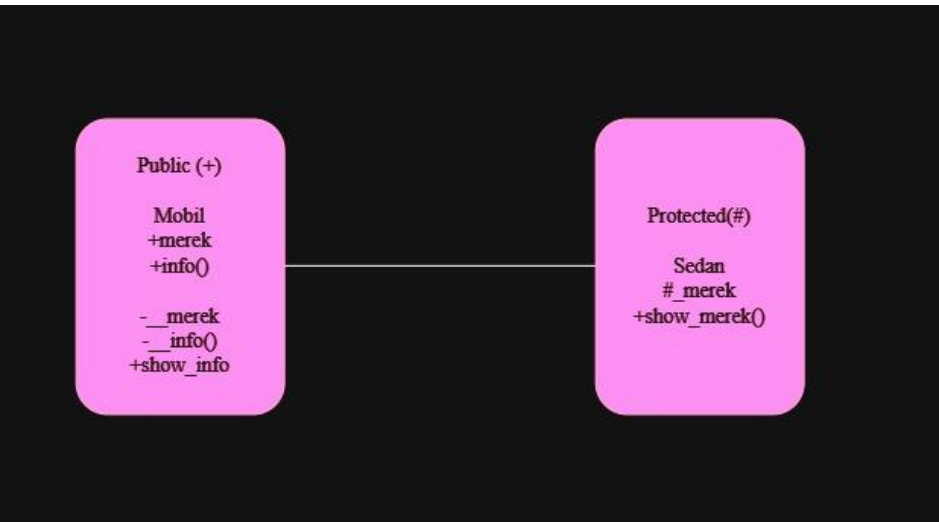 Public (+)
Mobil
+merek
+info()
-__merek
-__info()
+show_info
Protected(#)
Sedan
#_merek
+show_merek()